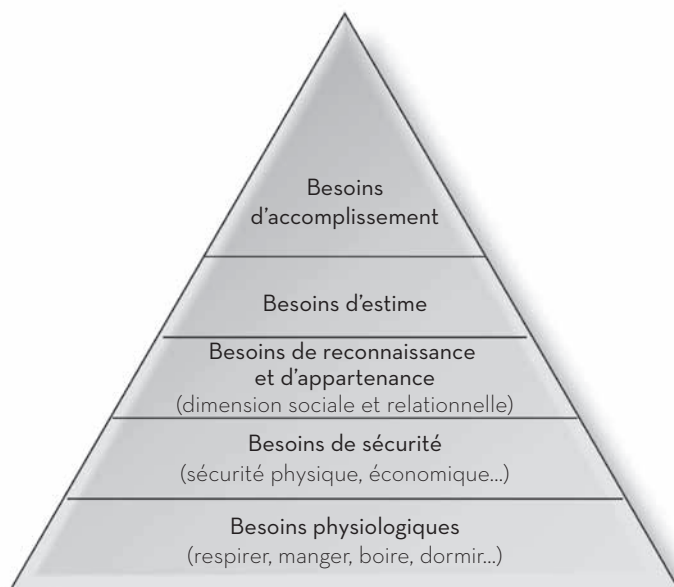 Besoins
d’accomplissement
Besoins d’estime
Besoins de reconnaissance
et d’appartenance
(dimension sociale et relationnelle)
Besoins de sécurité
(sécurité physique, économique...)
Besoins physiologiques
(respirer, manger, boire, dormir...)